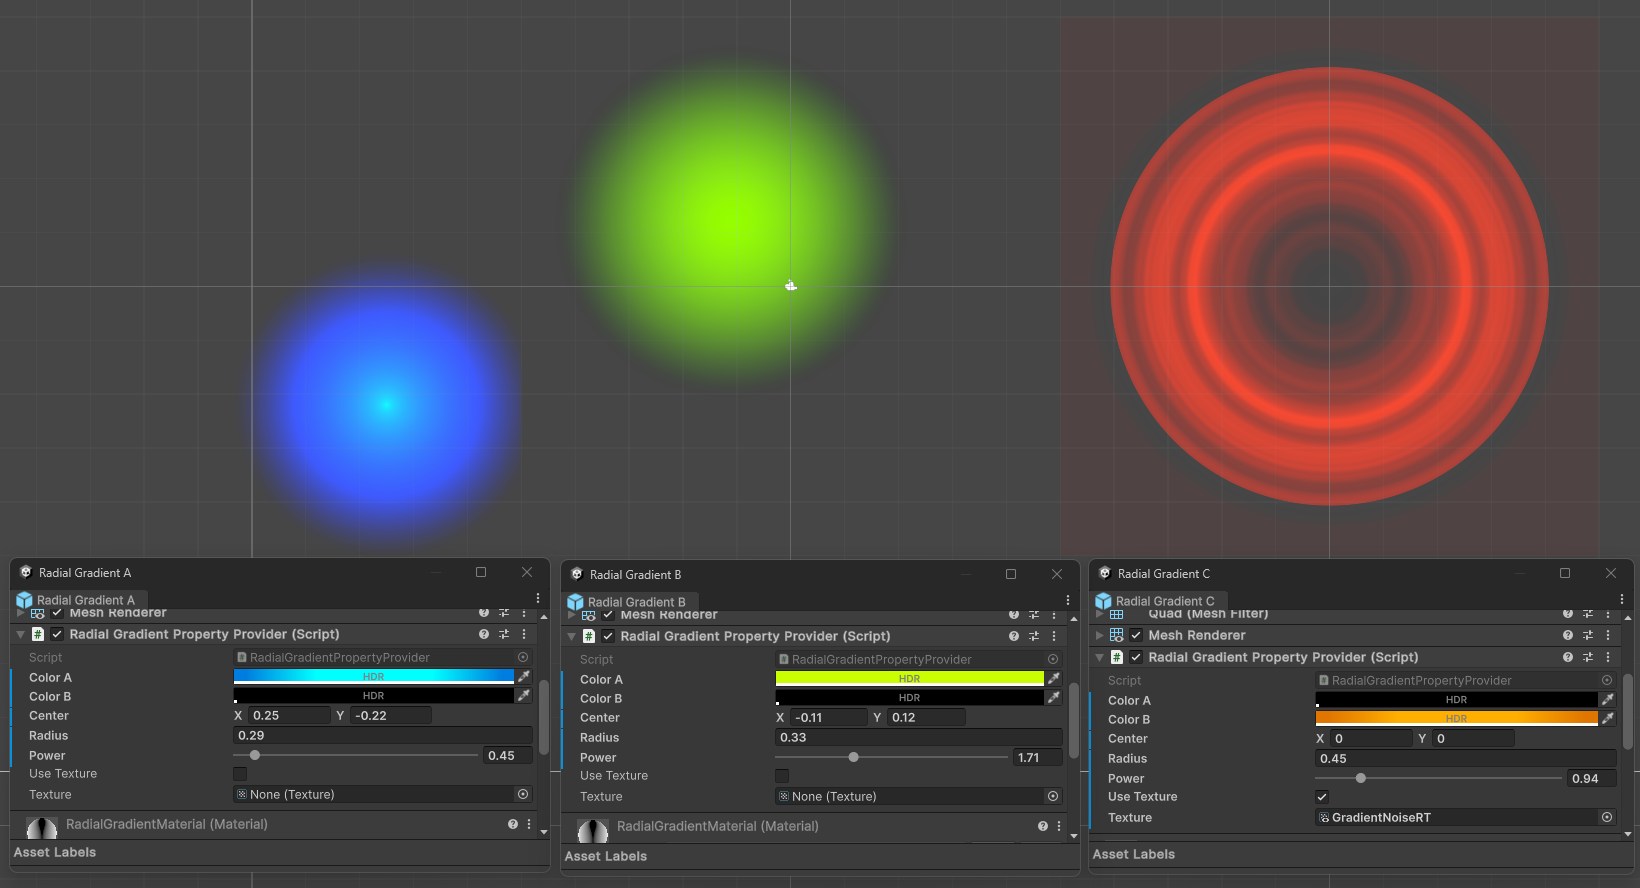 Radial Gradient A
Radial Gradient A
Mesh Renderer
Radial Gradient Property Provider (Script)
Script
RadialGradientPropertyProvider
Color A
HDR
Color B
HDR
Center
X 0.25
Y -0.22
Radius
0.29
Power
0.45
Use Texture
Texture
None (Texture)
RadialGradientMaterial (Material)
Asset Labels
Radial Gradient B
Radial Gradient B
Mesh Renderer
Radial Gradient Property Provider (Script)
Script
RadialGradientPropertyProvider
Color A
HDR
Color B
HDR
Center
X -0.11
Y 0.12
Radius
0.33
Power
1.71
Use Texture
Texture
None (Texture)
RadialGradientMaterial (Material)
Asset Labels
Radial Gradient C
Radial Gradient C
Quad (Mesh Filter)
Mesh Renderer
Radial Gradient Property Provider (Script)
Script
RadialGradientPropertyProvider
Color A
HDR
Color B
HDR
Center
X 0
Y 0
Radius
0.45
Power
0.94
Use Texture
Texture
GradientNoiseRT
Asset Labels